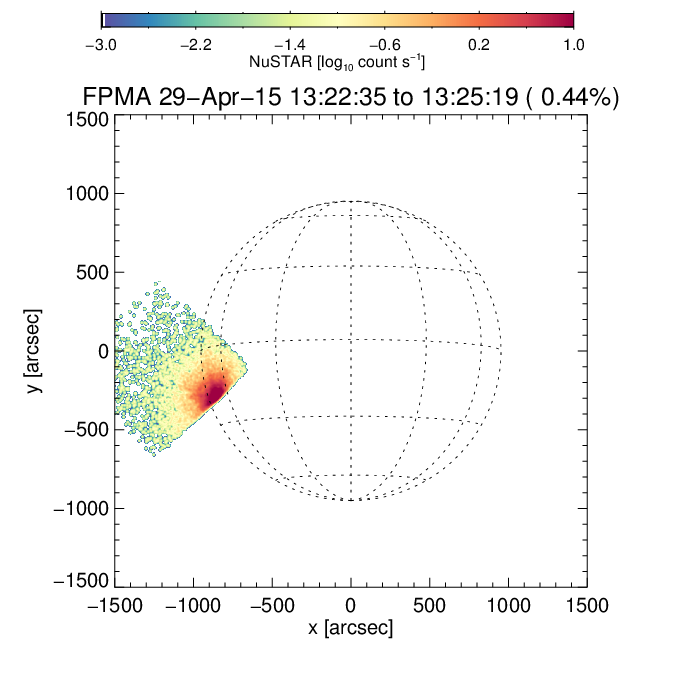 −3.0 −2.2 −1.4 −0.6 0.2 1.0
NuSTAR [log₁₀ count s⁻¹]
FPMA 29−Apr−15 13:22:35 to 13:25:19 ( 0.44%)
1500
1000
500
0
−500
−1000
−1500
y [arcsec]
−1500 −1000 −500 0 500 1000 1500
x [arcsec]